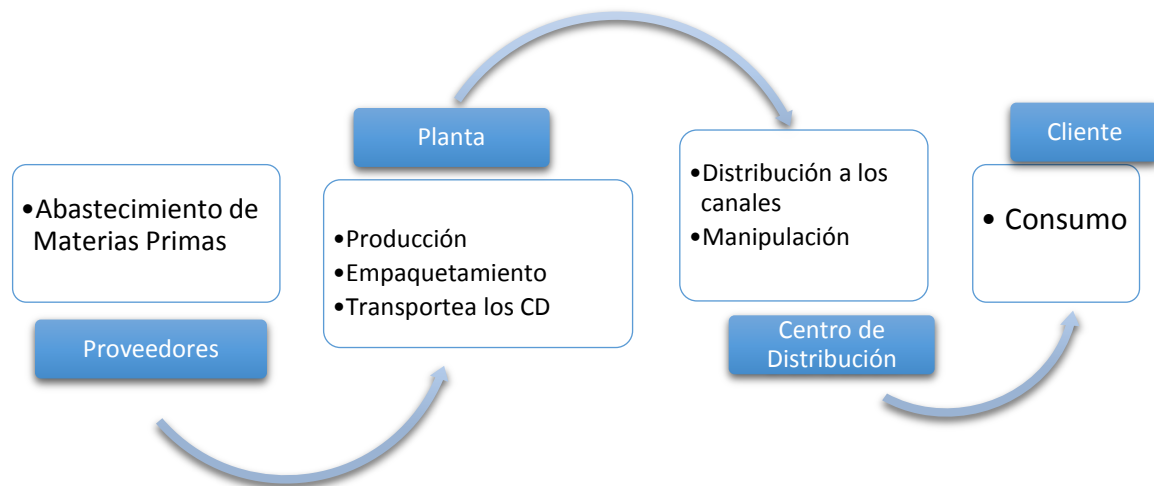 •Abastecimiento de
Materias Primas
Proveedores
Planta
•Producción
•Empaquetamiento
•Transportea los CD
•Distribución a los
canales
•Manipulación
Centro de
Distribución
Cliente
• Consumo